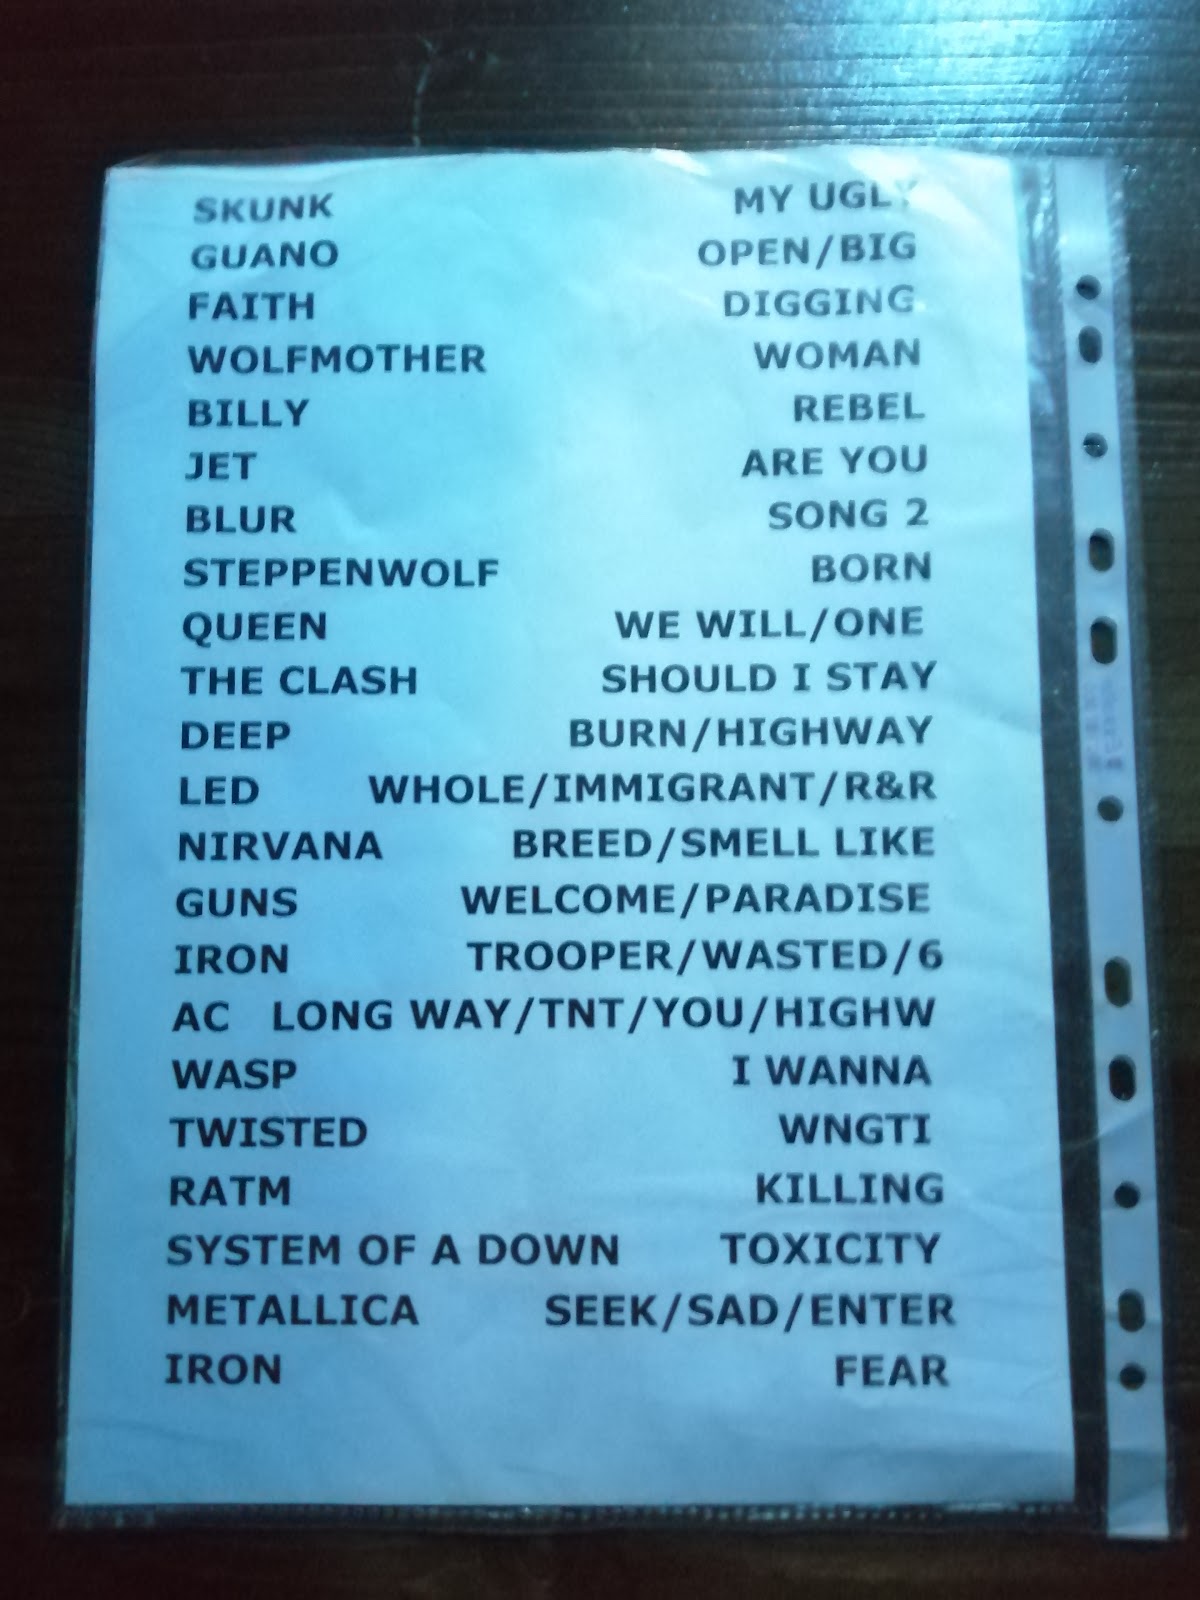 SKUNK MY UGLY
GUANO OPEN/BIG
FAITH DIGGING
WOLFMOTHER WOMAN
BILLY REBEL
JET ARE YOU
BLUR SONG 2
STEPPENWOLF BORN
QUEEN WE WILL/ONE
THE CLASH SHOULD I STAY
DEEP BURN/HIGHWAY
LED WHOLE/IMMIGRANT/R&R
NIRVANA BREED/SMELL LIKE
GUNS WELCOME/PARADISE
IRON TROOPER/WASTED/6
AC LONG WAY/TNT/YOU/HIGHW
WASP I WANNA
TWISTED WNGTI
RATM KILLING
SYSTEM OF A DOWN TOXICITY
METALLICA SEEK/SAD/ENTER
IRON FEAR